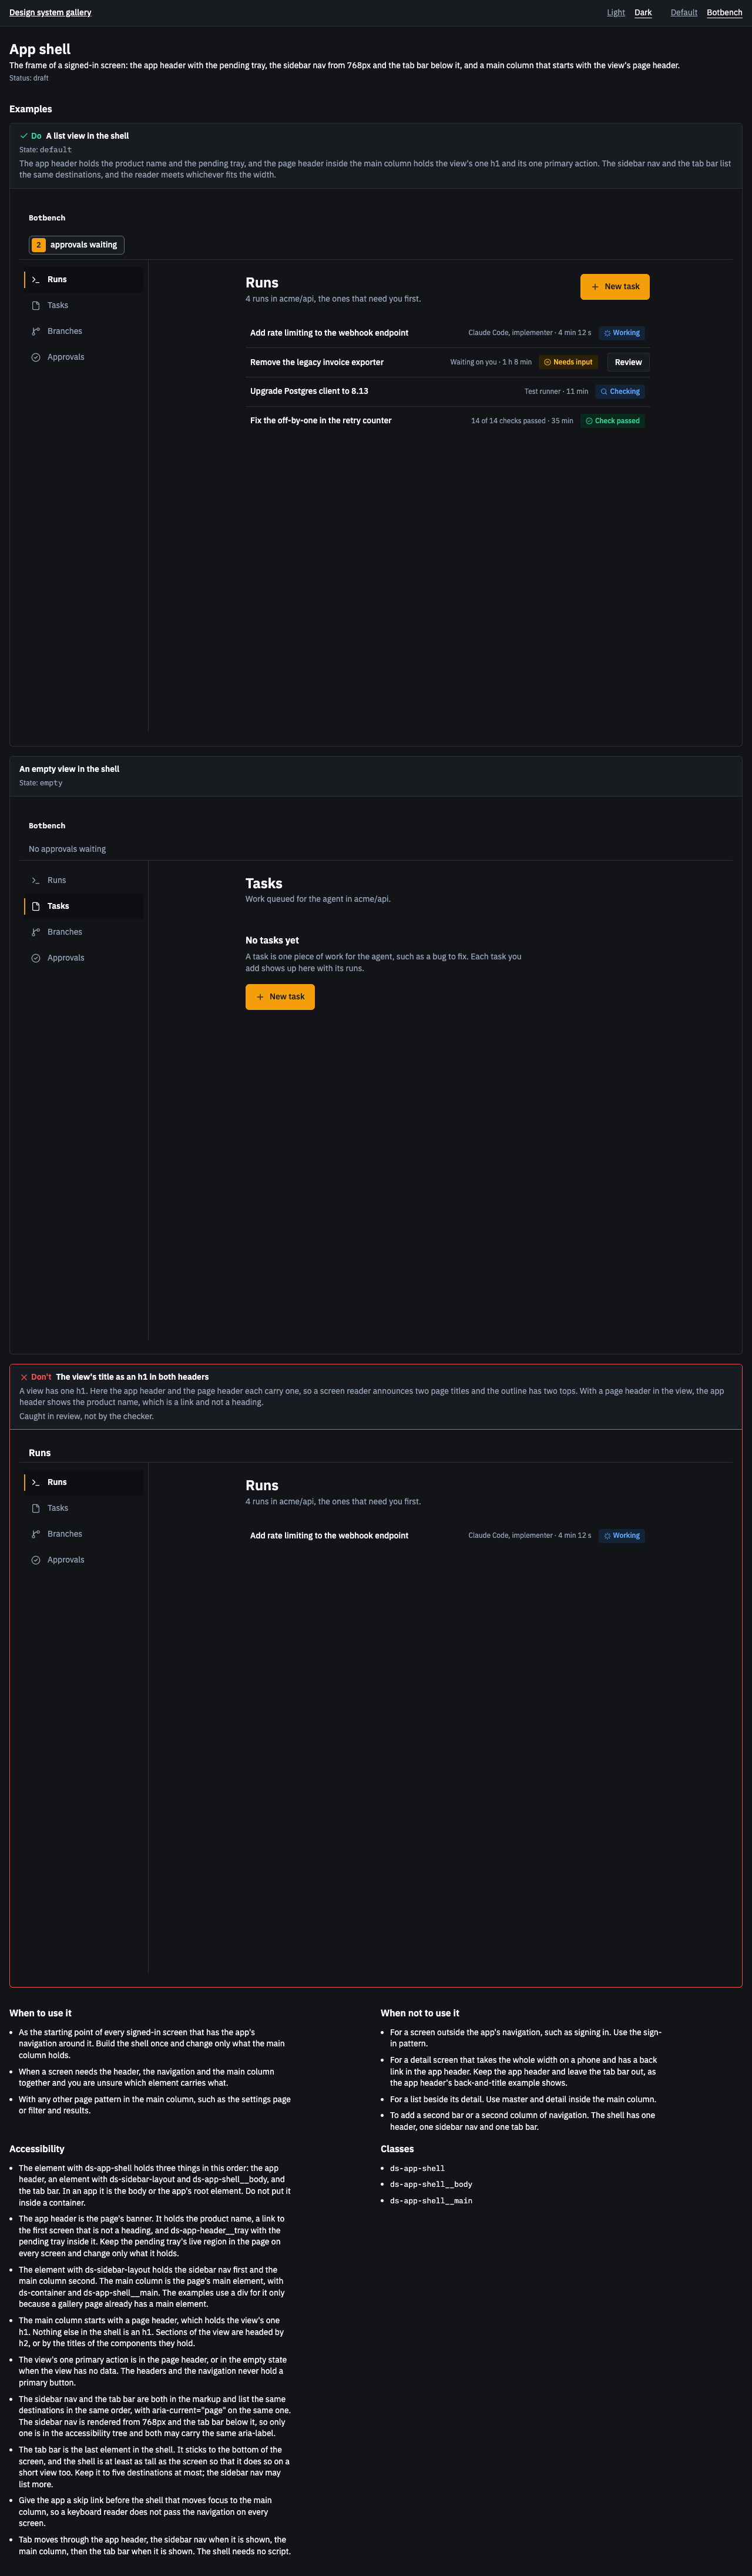 Design system gallery
Light Dark Default Botbench
App shell
The frame of a signed-in screen: the app header with the pending tray, the sidebar nav from 768px and the tab bar below it, and a main column that starts with the view's page header.
Status: draft
Examples
Do A list view in the shell
State: default
The app header holds the product name and the pending tray, and the page header inside the main column holds the view's one h1 and its one primary action. The sidebar nav and the tab bar list
the same destinations, and the reader meets whichever fits the width.
Botbench
2 approvals waiting
Runs
Tasks
Branches
Approvals
Runs
4 runs in acme/api, the ones that need you first.
New task
Add rate limiting to the webhook endpoint Claude Code, implementer · 4 min 12 s Working
Remove the legacy invoice exporter Waiting on you · 1 h 8 min Needs input Review
Upgrade Postgres client to 8.13 Test runner · 11 min Checking
Fix the off-by-one in the retry counter 14 of 14 checks passed · 35 min Check passed
An empty view in the shell
State: empty
Botbench
No approvals waiting
Runs
Tasks
Branches
Approvals
Tasks
Work queued for the agent in acme/api.
No tasks yet
A task is one piece of work for the agent, such as a bug to fix. Each task you
add shows up here with its runs.
New task
Don't The view's title as an h1 in both headers
A view has one h1. Here the app header and the page header each carry one, so a screen reader announces two page titles and the outline has two tops. With a page header in the view, the app
header shows the product name, which is a link and not a heading.
Caught in review, not by the checker.
Runs
Runs
Tasks
Branches
Approvals
Runs
4 runs in acme/api, the ones that need you first.
Add rate limiting to the webhook endpoint Claude Code, implementer · 4 min 12 s Working
When to use it
As the starting point of every signed-in screen that has the app's
navigation around it. Build the shell once and change only what the main
column holds.
When a screen needs the header, the navigation and the main column
together and you are unsure which element carries what.
With any other page pattern in the main column, such as the settings page
or filter and results.
When not to use it
For a screen outside the app's navigation, such as signing in. Use the sign-
in pattern.
For a detail screen that takes the whole width on a phone and has a back
link in the app header. Keep the app header and leave the tab bar out, as
the app header's back-and-title example shows.
For a list beside its detail. Use master and detail inside the main column.
To add a second bar or a second column of navigation. The shell has one
header, one sidebar nav and one tab bar.
Accessibility
The element with ds-app-shell holds three things in this order: the app
header, an element with ds-sidebar-layout and ds-app-shell__body, and
the tab bar. In an app it is the body or the app's root element. Do not put it
inside a container.
The app header is the page's banner. It holds the product name, a link to
the first screen that is not a heading, and ds-app-header__tray with the
pending tray inside it. Keep the pending tray's live region in the page on
every screen and change only what it holds.
The element with ds-sidebar-layout holds the sidebar nav first and the
main column second. The main column is the page's main element, with
ds-container and ds-app-shell__main. The examples use a div for it only
because a gallery page already has a main element.
The main column starts with a page header, which holds the view's one
h1. Nothing else in the shell is an h1. Sections of the view are headed by
h2, or by the titles of the components they hold.
The view's one primary action is in the page header, or in the empty state
when the view has no data. The headers and the navigation never hold a
primary button.
The sidebar nav and the tab bar are both in the markup and list the same
destinations in the same order, with aria-current="page" on the same one.
The sidebar nav is rendered from 768px and the tab bar below it, so only
one is in the accessibility tree and both may carry the same aria-label.
The tab bar is the last element in the shell. It sticks to the bottom of the
screen, and the shell is at least as tall as the screen so that it does so on a
short view too. Keep it to five destinations at most; the sidebar nav may
list more.
Give the app a skip link before the shell that moves focus to the main
column, so a keyboard reader does not pass the navigation on every
screen.
Tab moves through the app header, the sidebar nav when it is shown, the
main column, then the tab bar when it is shown. The shell needs no script.
Classes
ds-app-shell
ds-app-shell__body
ds-app-shell__main